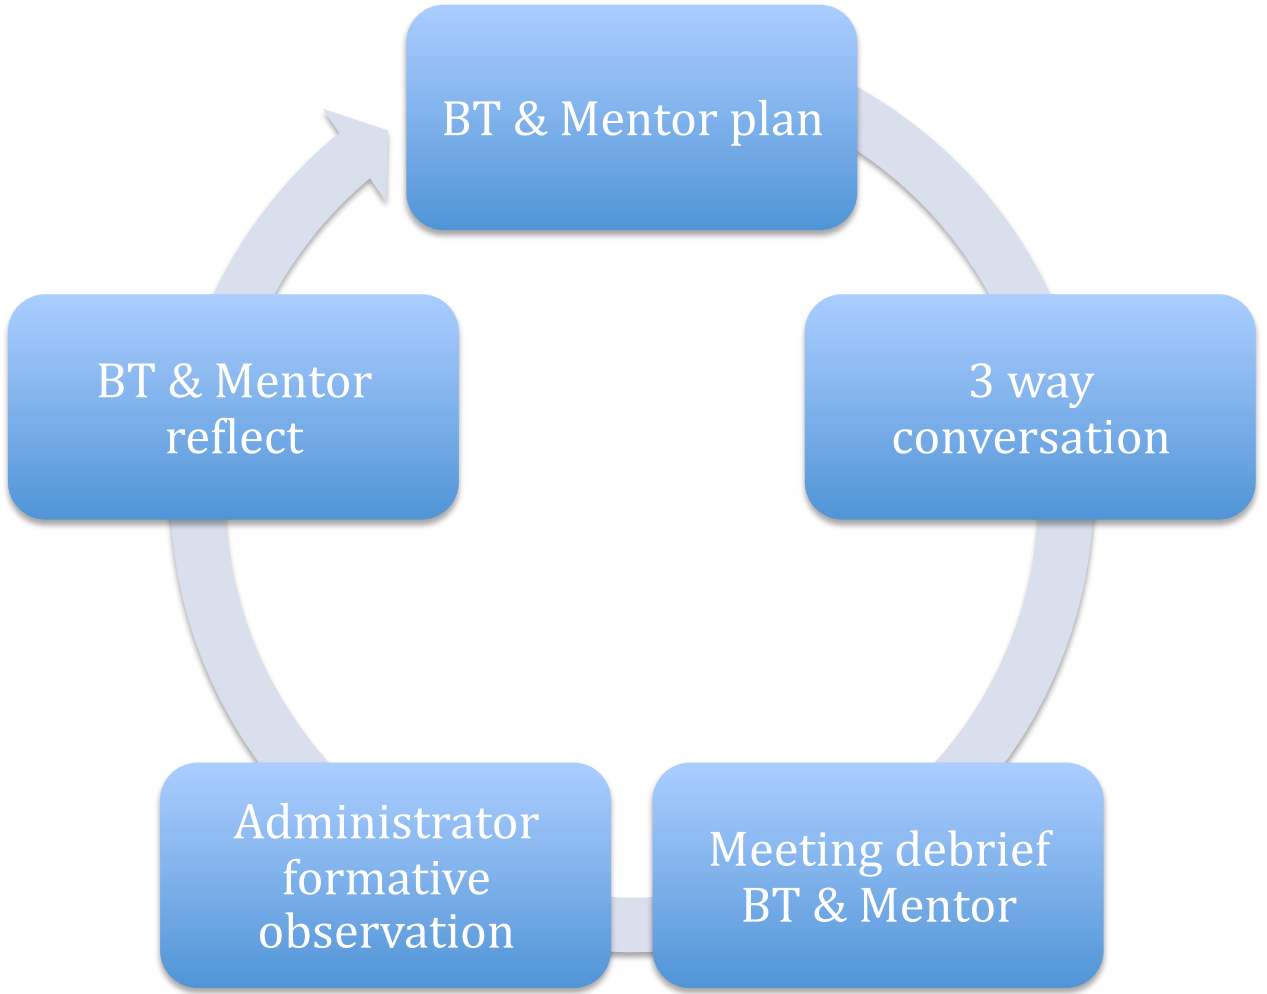 BT & Mentor plan
3 way
conversation
Meeting debrief
BT & Mentor
Administrator
formative
observation
BT & Mentor
reflect